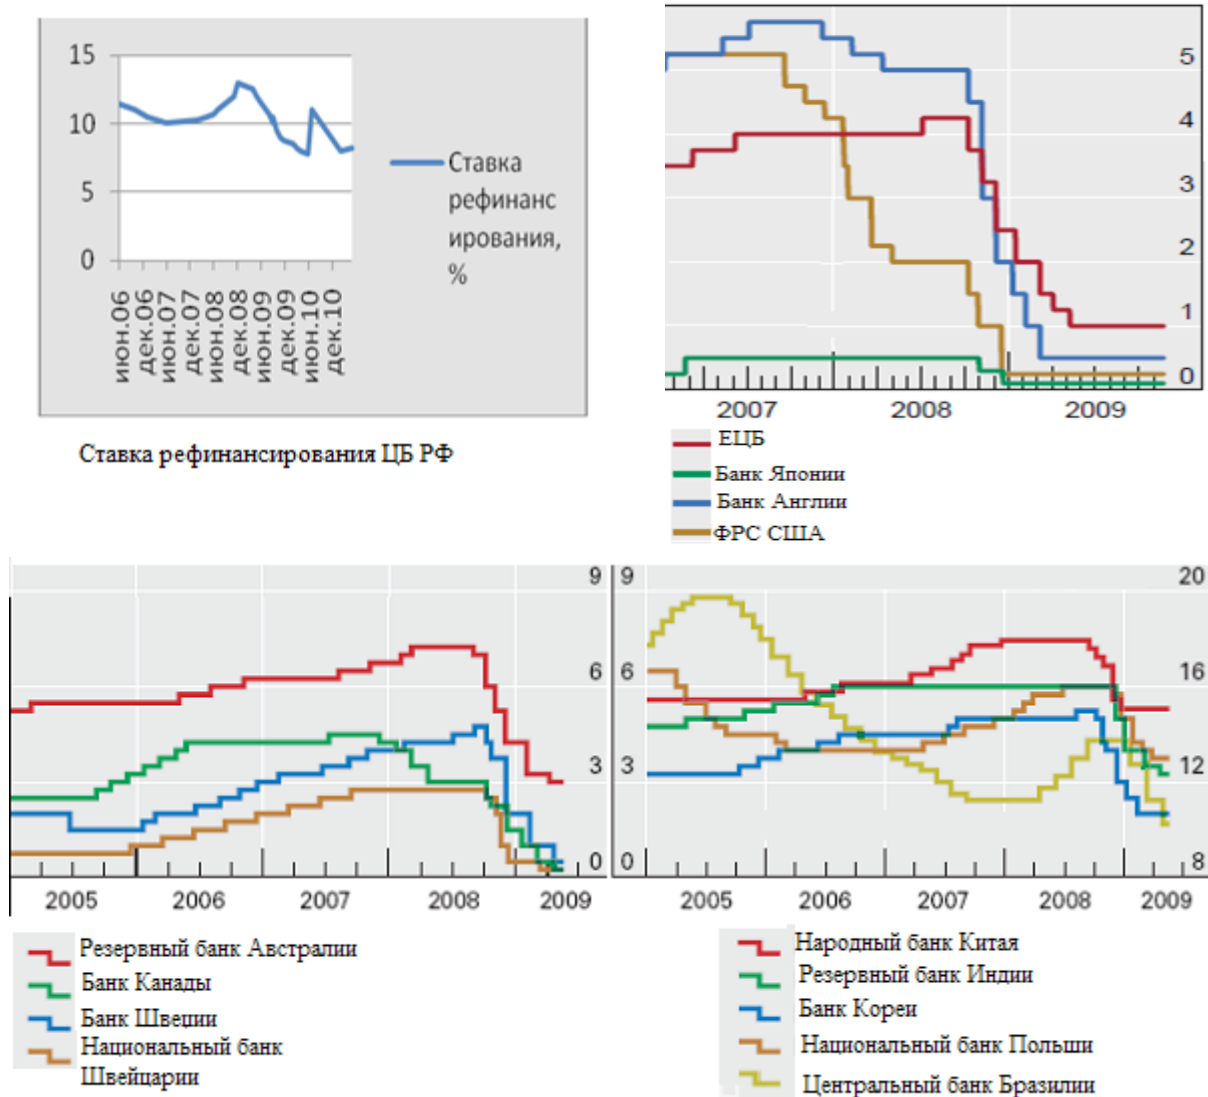 15
10
5
0
июн.06
дек.06
июн.07
дек.07
июн.08
дек.08
июн.09
дек.09
июн.10
дек.10
Ставка
рефинанс
ирования,
%
Ставка рефинансирования ЦБ РФ
5
4
3
2
1
0
2007 2008 2009
ЕЦБ
Банк Японии
Банк Англии
ФРС США
9
6
3
0
2005 2006 2007 2008 2009
Резервный банк Австралии
Банк Канады
Банк Швеции
Национальный банк
Швейцарии
9 20
6 16
3 12
0 8
2005 2006 2007 2008 2009
Народный банк Китая
Резервный банк Индии
Банк Кореи
Национальный банк Польши
Центральный банк Бразилии